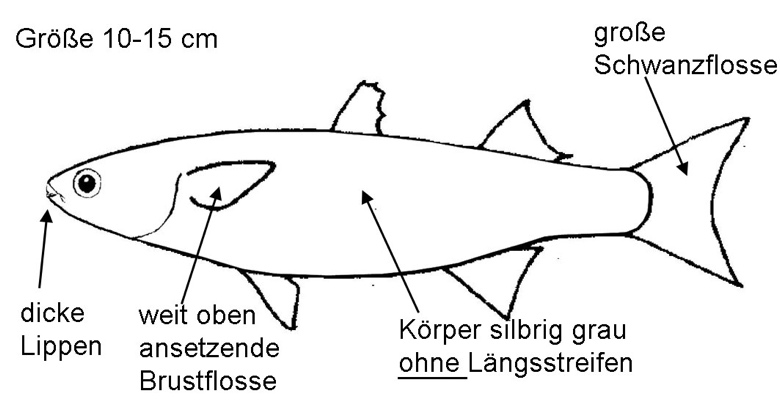 Größe 10-15 cm
große
Schwanzflosse
dicke
Lippen
weit oben
ansetzende
Brustflosse
Körper silbrig grau
ohne Längsstreifen